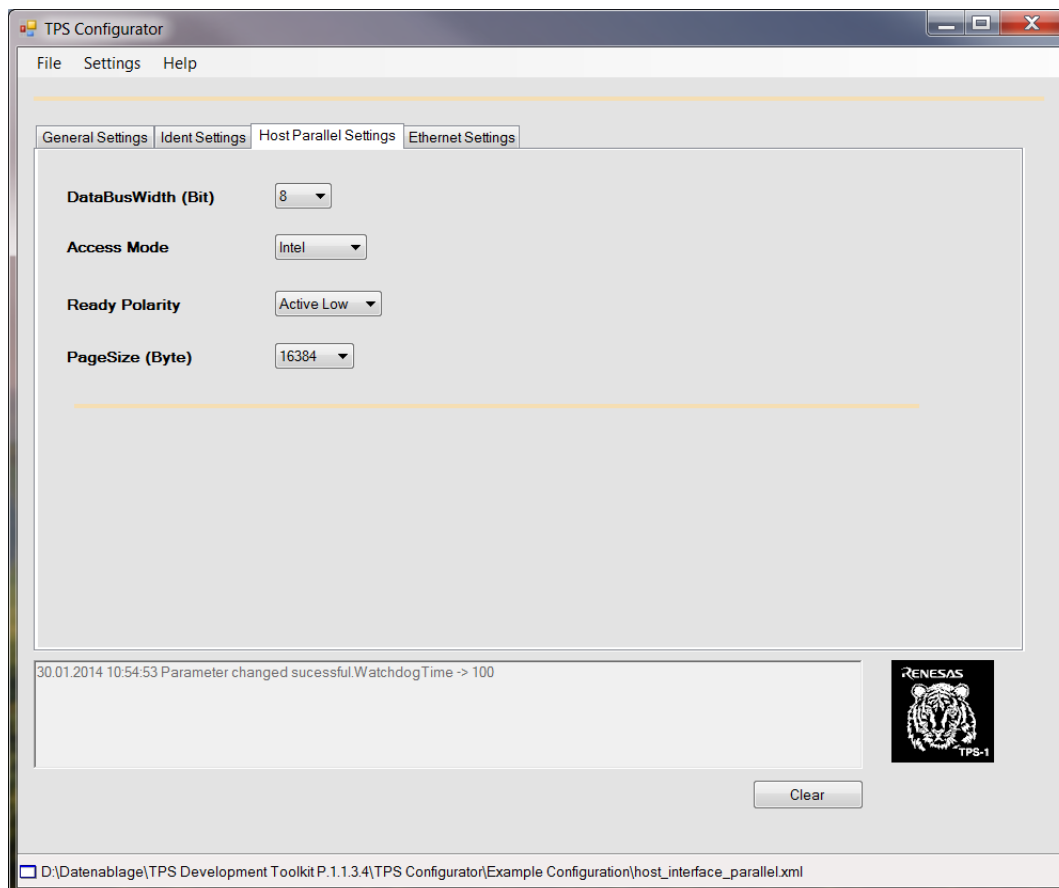 TPS Configurator
File Settings Help
General Settings Ident Settings Host Parallel Settings Ethernet Settings
DataBusWidth (Bit) 8
Access Mode Intel
Ready Polarity Active Low
PageSize (Byte) 16384
30.01.2014 10:54:53 Parameter changed sucessful.WatchdogTime -> 100
RENESAS
TPS-1
Clear
D:\Datenablage\TPS Development Toolkit P.1.1.3.4\TPS Configurator\Example Configuration\host_interface_parallel.xml